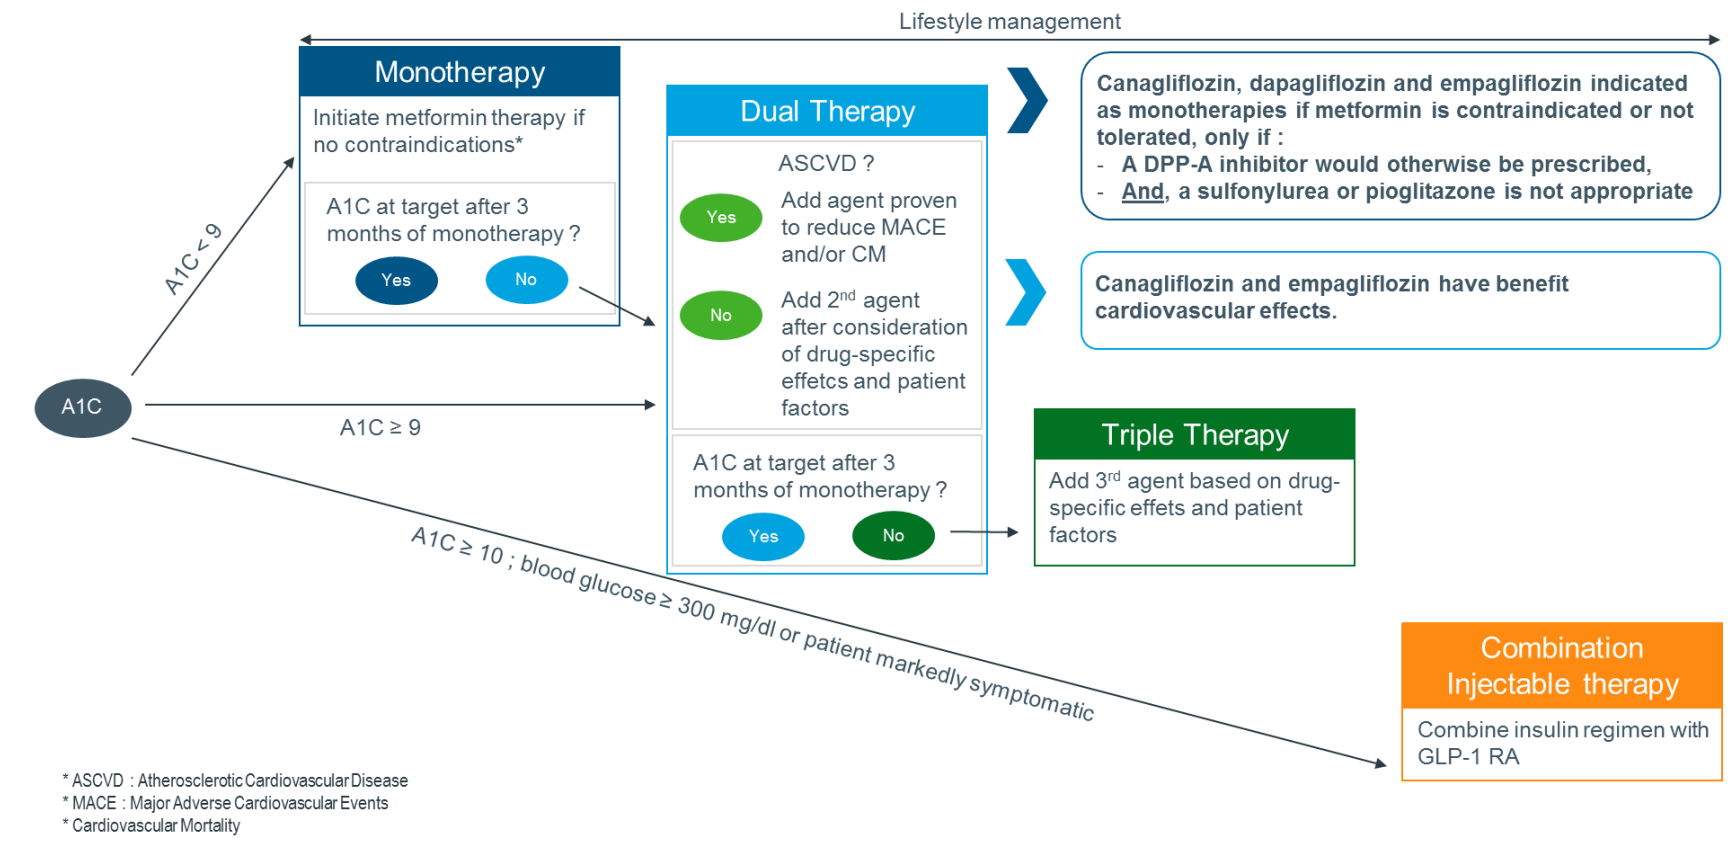 Lifestyle management
Monotherapy
Initiate metformin therapy if
no contraindications*
A1C at target after 3
months of monotherapy ?
Yes
No
A1C < 9
A1C
A1C ≥ 9
A1C ≥ 10 ; blood glucose ≥ 300 mg/dl or patient markedly symptomatic
Dual Therapy
ASCVD ?
Yes
Add agent proven
to reduce MACE
and/or CM
No
Add 2nd agent
after consideration
of drug-specific
effetcs and patient
factors
A1C at target after 3
months of monotherapy ?
Yes
No
Canagliflozin, dapagliflozin and empagliflozin indicated
as monotherapies if metformin is contraindicated or not
tolerated, only if :
- A DPP-A inhibitor would otherwise be prescribed,
- And, a sulfonylurea or pioglitazone is not appropriate
Canagliflozin and empagliflozin have benefit
cardiovascular effects.
Triple Therapy
Add 3rd agent based on drug-
specific effets and patient
factors
Combination
Injectable therapy
Combine insulin regimen with
GLP-1 RA
* ASCVD : Atherosclerotic Cardiovascular Disease
* MACE : Major Adverse Cardiovascular Events
* Cardiovascular Mortality